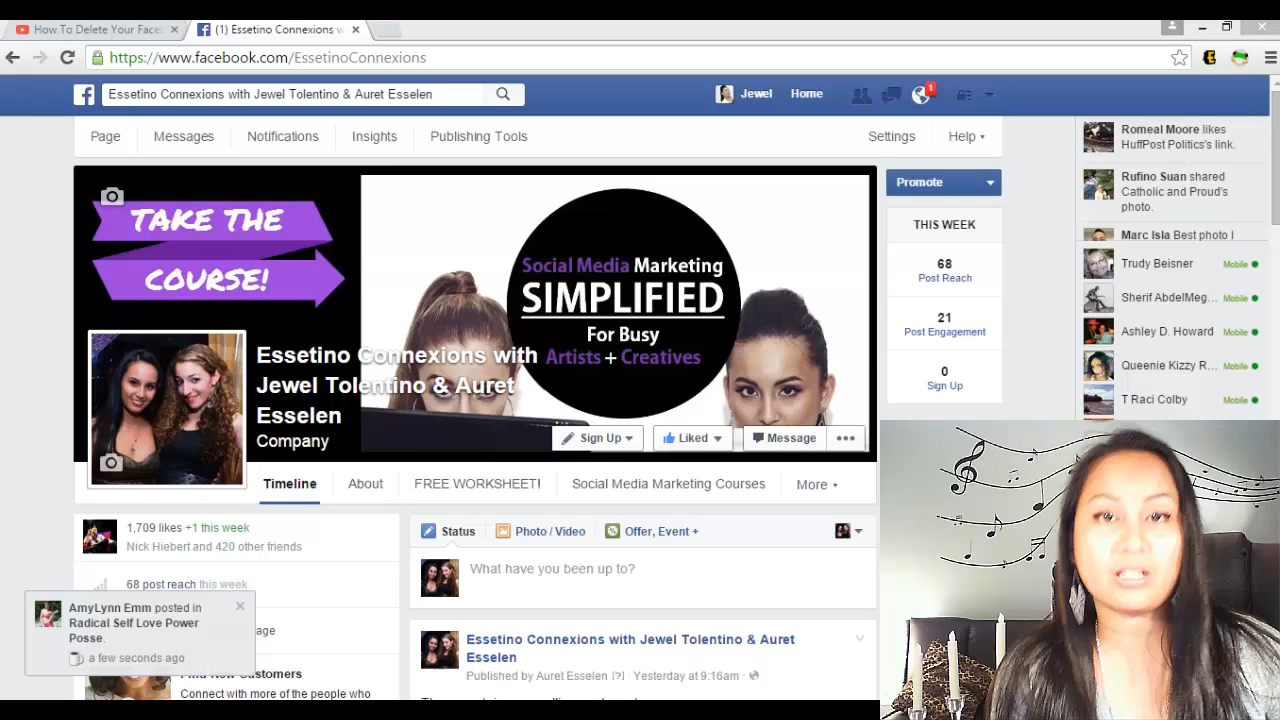 How To Delete Your Face
(1) Essetino Connexions w
https://www.facebook.com/EssetinoConnexions
Essetino Connexions with Jewel Tolentino & Auret Esselen
Jewel
Home
1
Page
Messages
Notifications
Insights
Publishing Tools
Settings
Help
TAKE THE
COURSE!
Social Media Marketing
SIMPLIFIED
For Busy
Artists + Creatives
Essetino Connexions with
Jewel Tolentino & Auret
Esselen
Company
Sign Up
Liked
Message
Promote
THIS WEEK
68
Post Reach
21
Post Engagement
0
Sign Up
Romeal Moore likes
HuffPost Politics's link.
Rufino Suan shared
Catholic and Proud's
photo.
Marc Isla Best photo I
Trudy Beisner Mobile
Sherif AbdelMeg... Mobile
Ashley D. Howard Mobile
Queenie Kizzy R... Mobile
T Raci Colby Mobile
Timeline
About
FREE WORKSHEET!
Social Media Marketing Courses
More
1,709 likes +1 this week
Nick Hiebert and 420 other friends
68 post reach this week
AmyLynn Emm posted in
Radical Self Love Power
Posse.
a few seconds ago
Customers
Connect with more of the people who
Status
Photo / Video
Offer, Event +
What have you been up to?
Essetino Connexions with Jewel Tolentino & Auret
Esselen
Published by Auret Esselen [?] · Yesterday at 9:16am ·